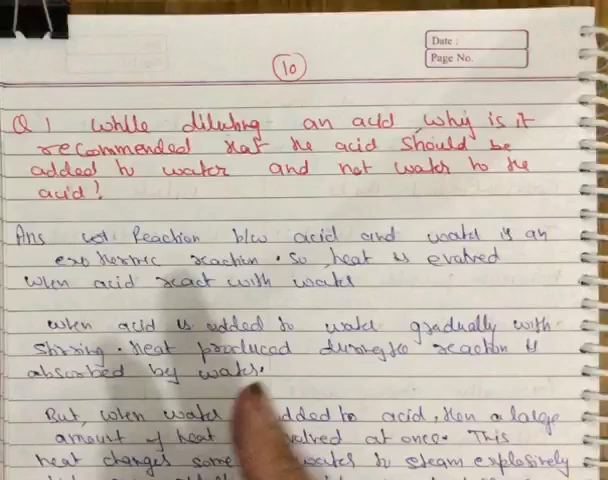 Date :
Page No.
10
Q 1 while diluting an acid why is it
recommended that the acid should be
added to water and not water to the
acid?
Ans Reaction b/w acid and water is an
exothermic reaction. So, heat is evolved
when acid react with water
when acid is added to water gradually with
stirring. heat produced during the reaction is
absorbed by water.
But, when water added to acid, then a large
amount of heat evolved at once. This
heat changes some water to steam explosively